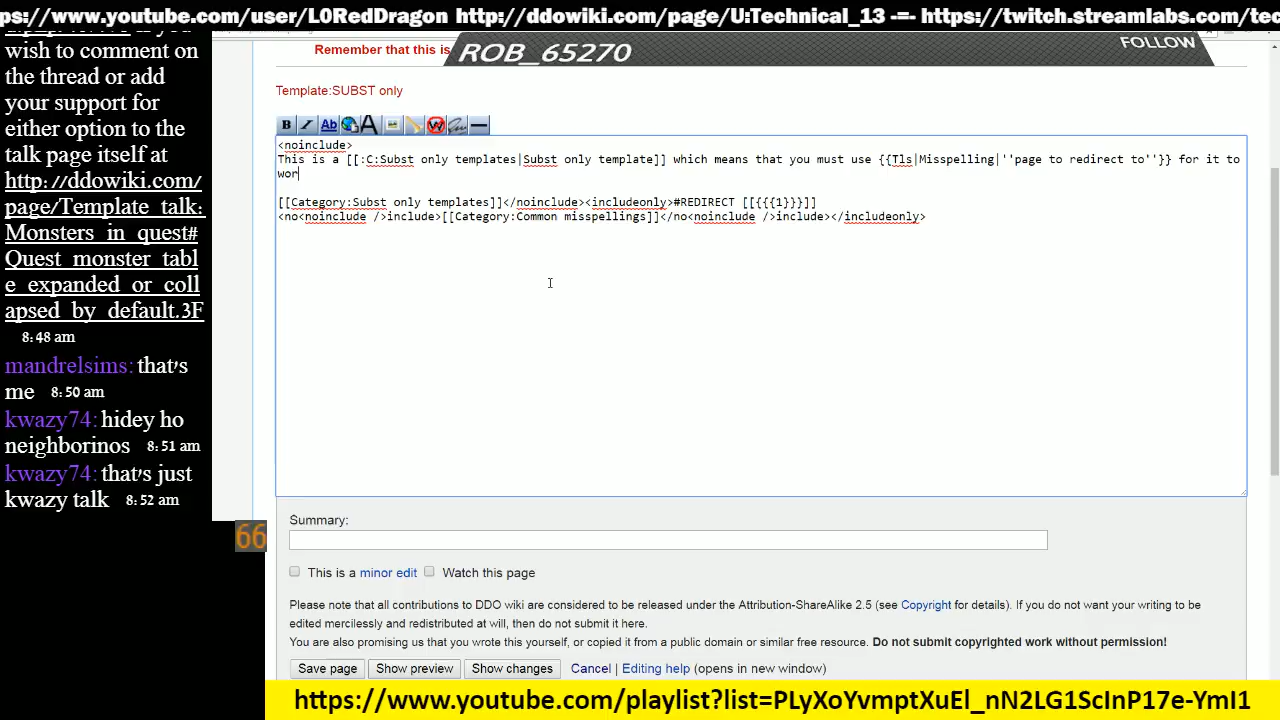 ps://www.youtube.com/user/L0RedDragon http://ddowiki.com/page/U:Technical_13 -=- https://twitch.streamlabs.com/tec
wish to comment on
the thread or add
your support for
either option to the
talk page itself at
http://ddowiki.com/
page/Template_talk:
Monsters_in_quest#
Quest_monster_tabl
e_expanded_or_coll
apsed_by_default.3F
8:48 am
mandrelsims: that's
me 8:50 am
kwazy74: hidey ho
neighborinos 8:51 am
kwazy74: that's just
kwazy talk 8:52 am
Remember that this is
ROB_65270
FOLLOW
Template:SUBST only
B I Ab A W
<noinclude>
This is a [[:C:Subst only templates|Subst only template]] which means that you must use {{Tls|Misspelling|''page to redirect to''}} for it to
wor
[[Category:Subst only templates]]</noinclude><includeonly>#REDIRECT [[{{{1}}}]]
<no<noinclude />include>[[Category:Common misspellings]]</no<noinclude />include></includeonly>
66
Summary:
This is a minor edit Watch this page
Please note that all contributions to DDO wiki are considered to be released under the Attribution-ShareAlike 2.5 (see Copyright for details). If you do not want your writing to be
edited mercilessly and redistributed at will, then do not submit it here.
You are also promising us that you wrote this yourself, or copied it from a public domain or similar free resource. Do not submit copyrighted work without permission!
Save page Show preview Show changes Cancel | Editing help (opens in new window)
https://www.youtube.com/playlist?list=PLyXoYvmptXuEl_nN2LG1ScInP17e-YmI1